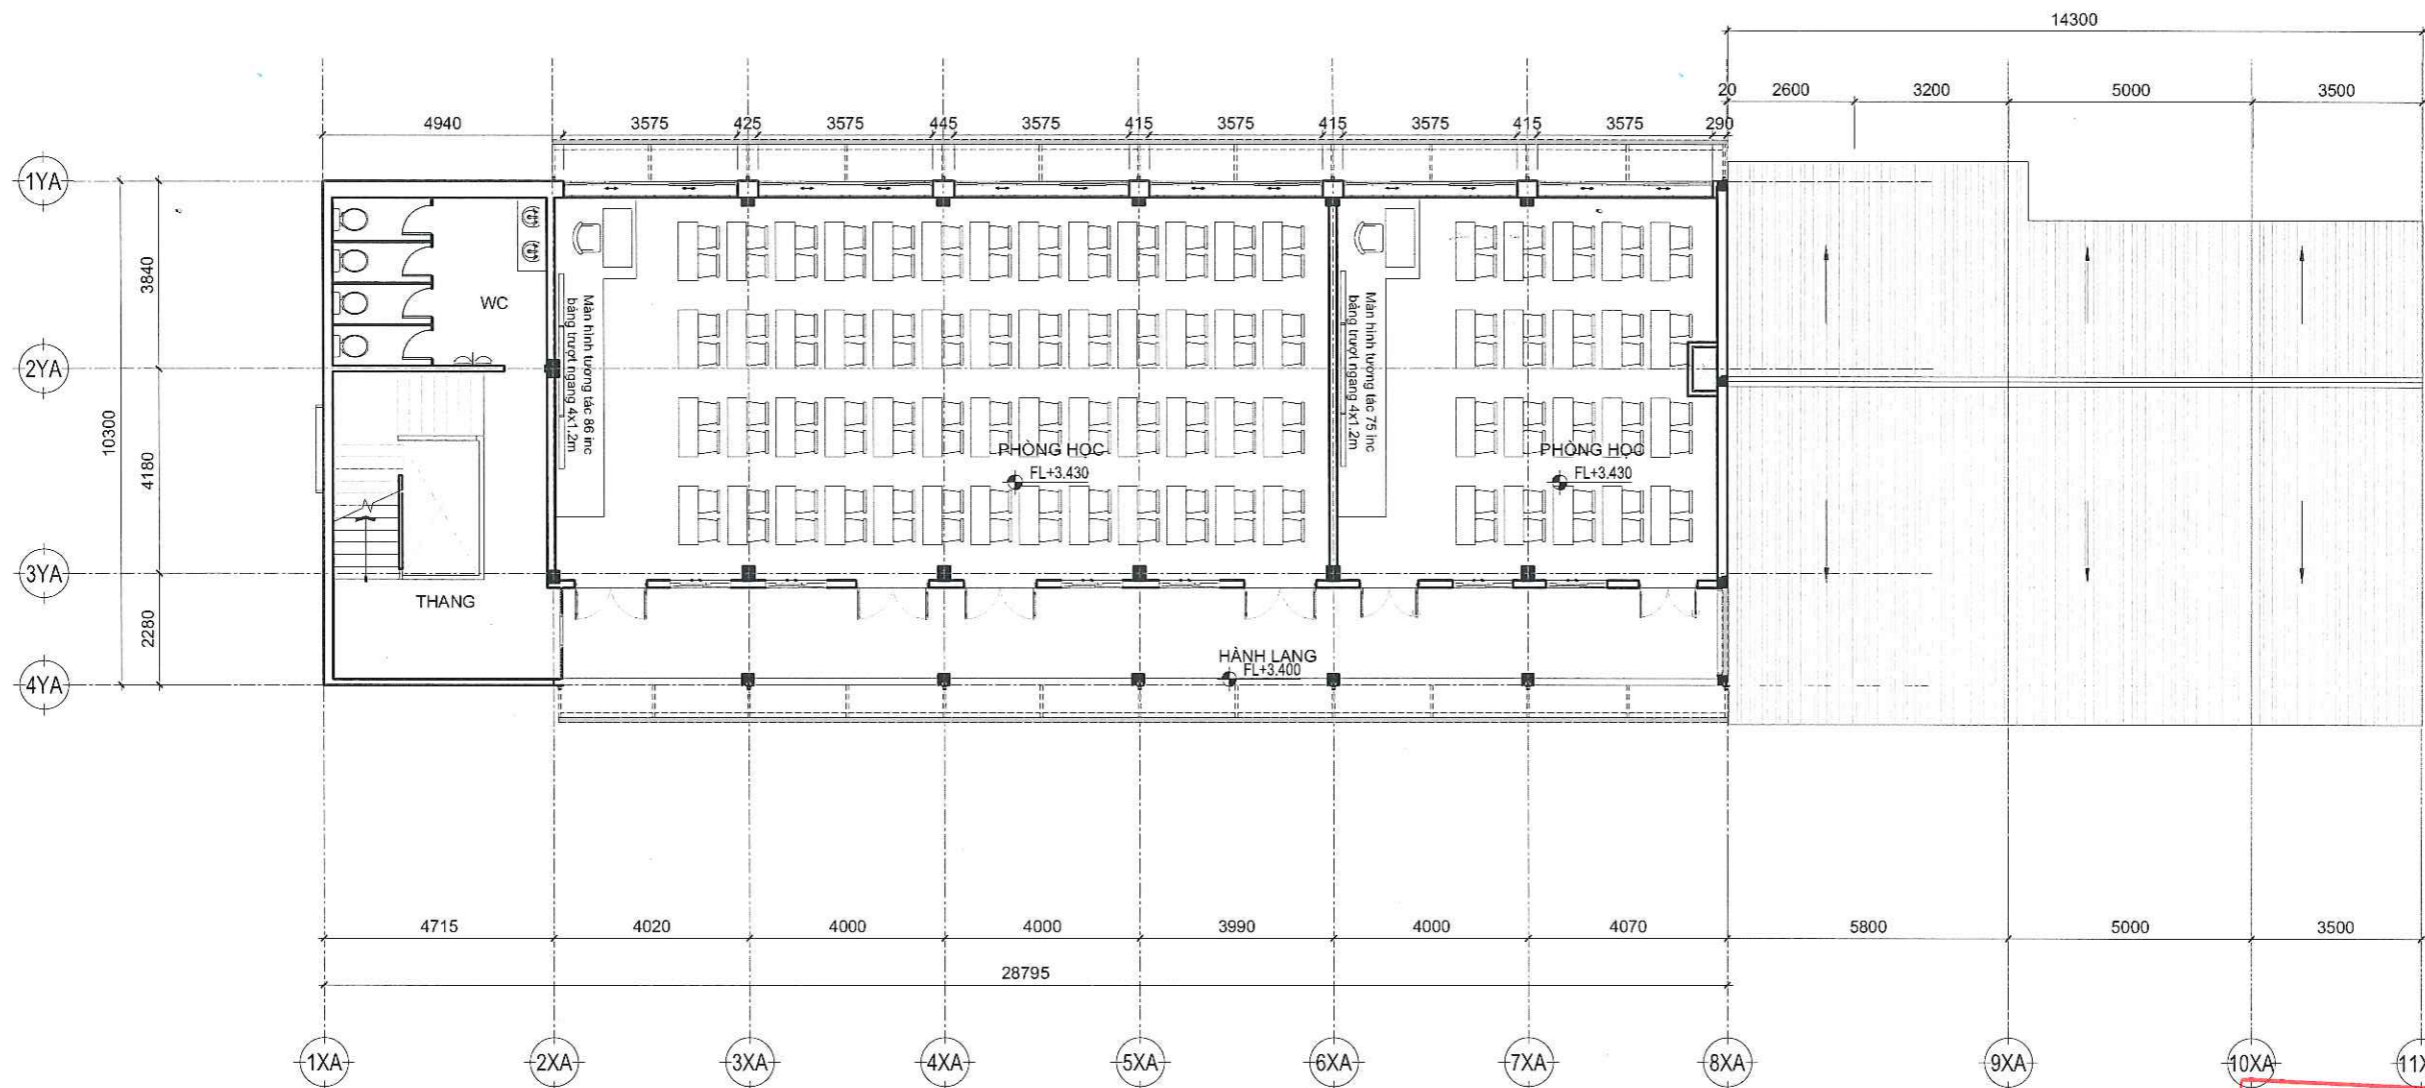 14300
20 2600 3200 5000 3500
4940 3575 425 3575 445 3575 415 3575 415 3575 415 3575 290
1YA
3840
WC
Màn hình tương tác 86 inc
bảng trượt ngang 4x1.2m
Màn hình tương tác 75 inc
bảng trượt ngang 4x1.2m
2YA
10300
4180
PHÒNG HỌC
FL+3.430
PHÒNG HỌC
FL+3.430
3YA
THANG
2280
HÀNH LANG
FL+3.400
4YA
4715 4020 4000 4000 3990 4000 4070 5800 5000 3500
28795
1XA 2XA 3XA 4XA 5XA 6XA 7XA 8XA 9XA 10XA 11X